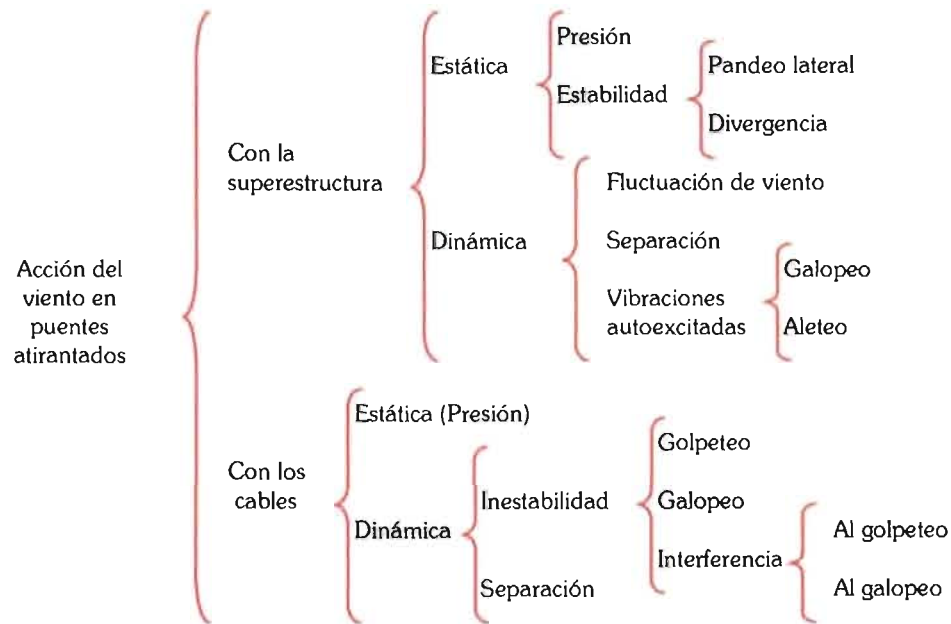 Acción del
viento en
puentes
atirantados
Con la
superestructura
Estática
Presión
Estabilidad
Pandeo lateral
Divergencia
Dinámica
Fluctuación de viento
Separación
Vibraciones
autoexcitadas
Galopeo
Aleteo
Con los
cables
Estática (Presión)
Dinámica
Inestabilidad
Golpeteo
Galopeo
Interferencia
Al golpeteo
Al galopeo
Separación